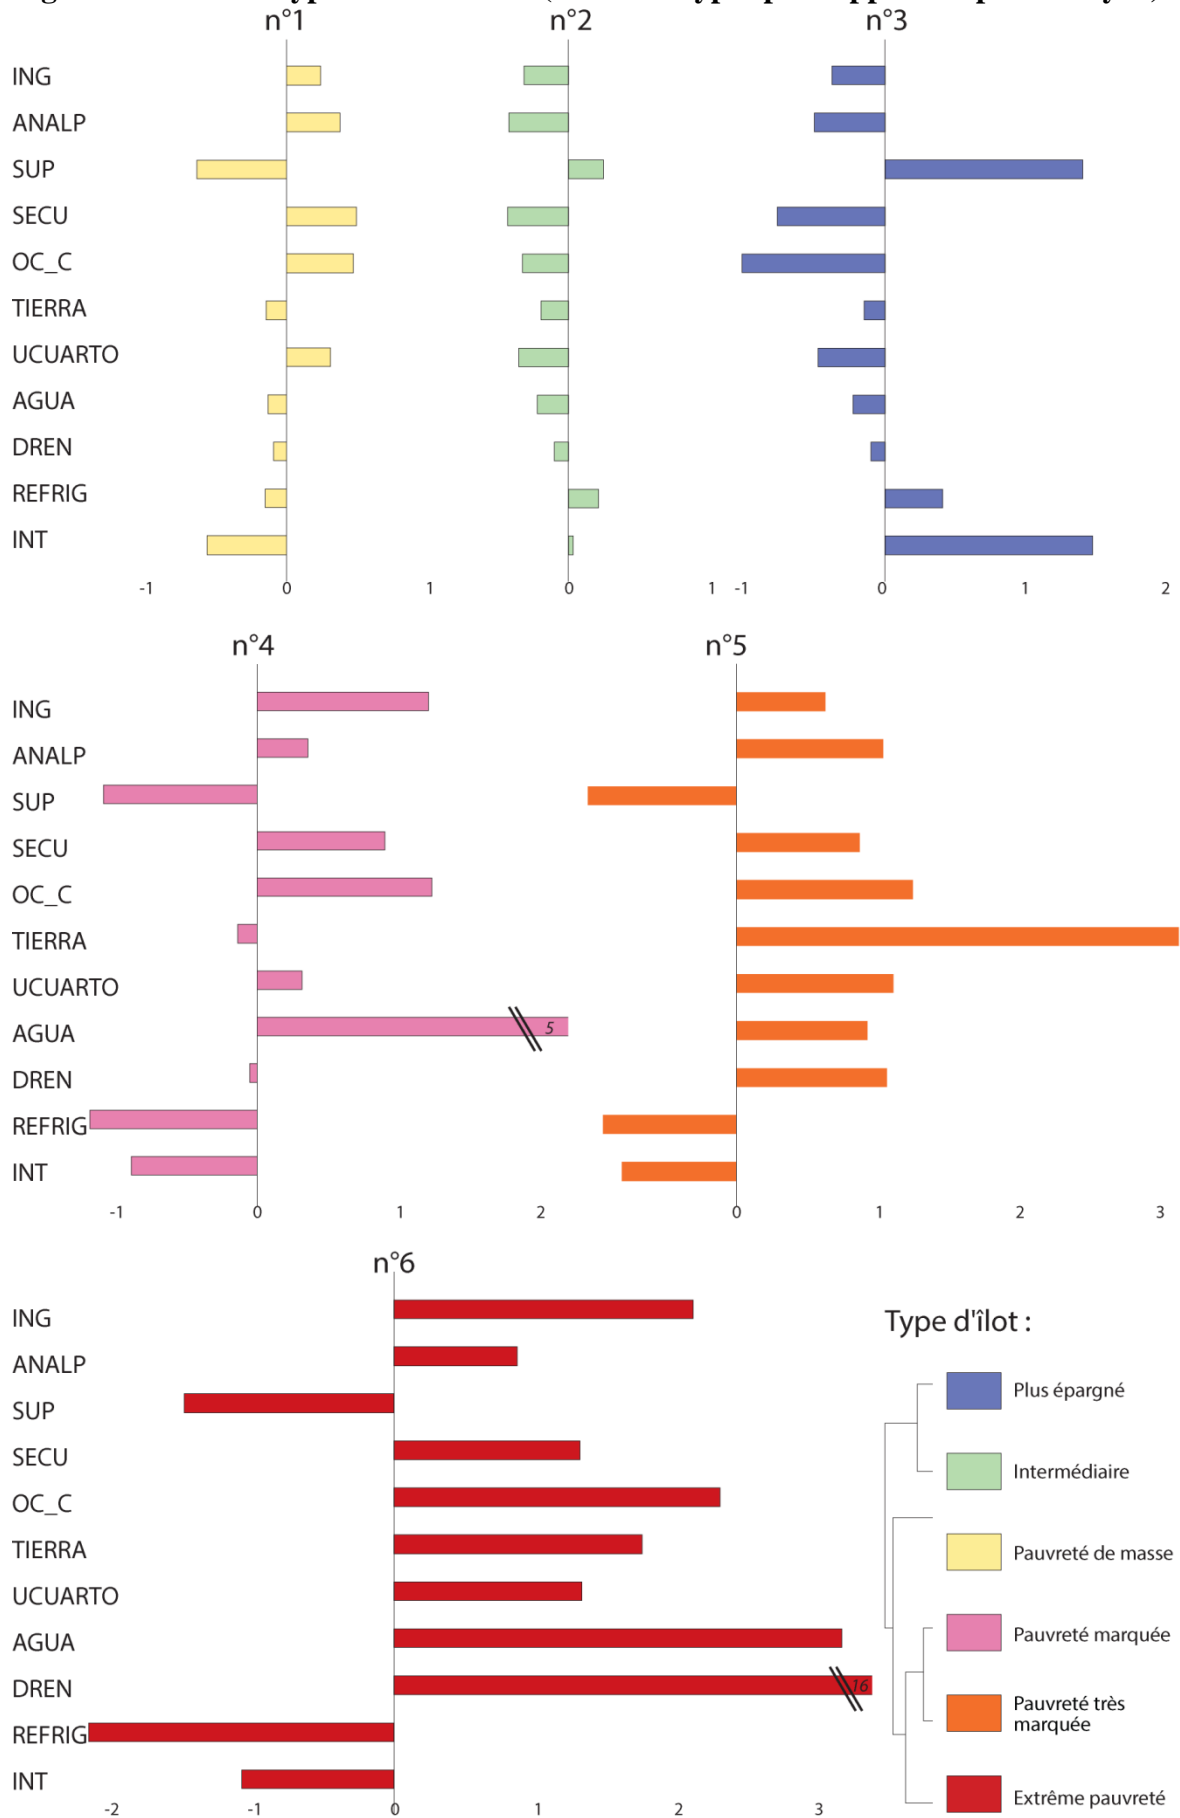 n°1 n°2 n°3
ING
ANALP
SUP
SECU
OC_C
TIERRA
UCUARTO
AGUA
DREN
REFRIG
INT
-1 0 1 0 1 -1 0 1 2
n°4 n°5
ING
ANALP
SUP
SECU
OC_C
TIERRA
UCUARTO
AGUA
5
DREN
REFRIG
INT
-1 0 1 2 0 1 2 3
n°6
ING
ANALP
SUP
SECU
OC_C
TIERRA
UCUARTO
AGUA
DREN
16
REFRIG
INT
-2 -1 0 1 2 3
Type d'îlot :
Plus épargné
Intermédiaire
Pauvreté de masse
Pauvreté marquée
Pauvreté très
marquée
Extrême pauvreté